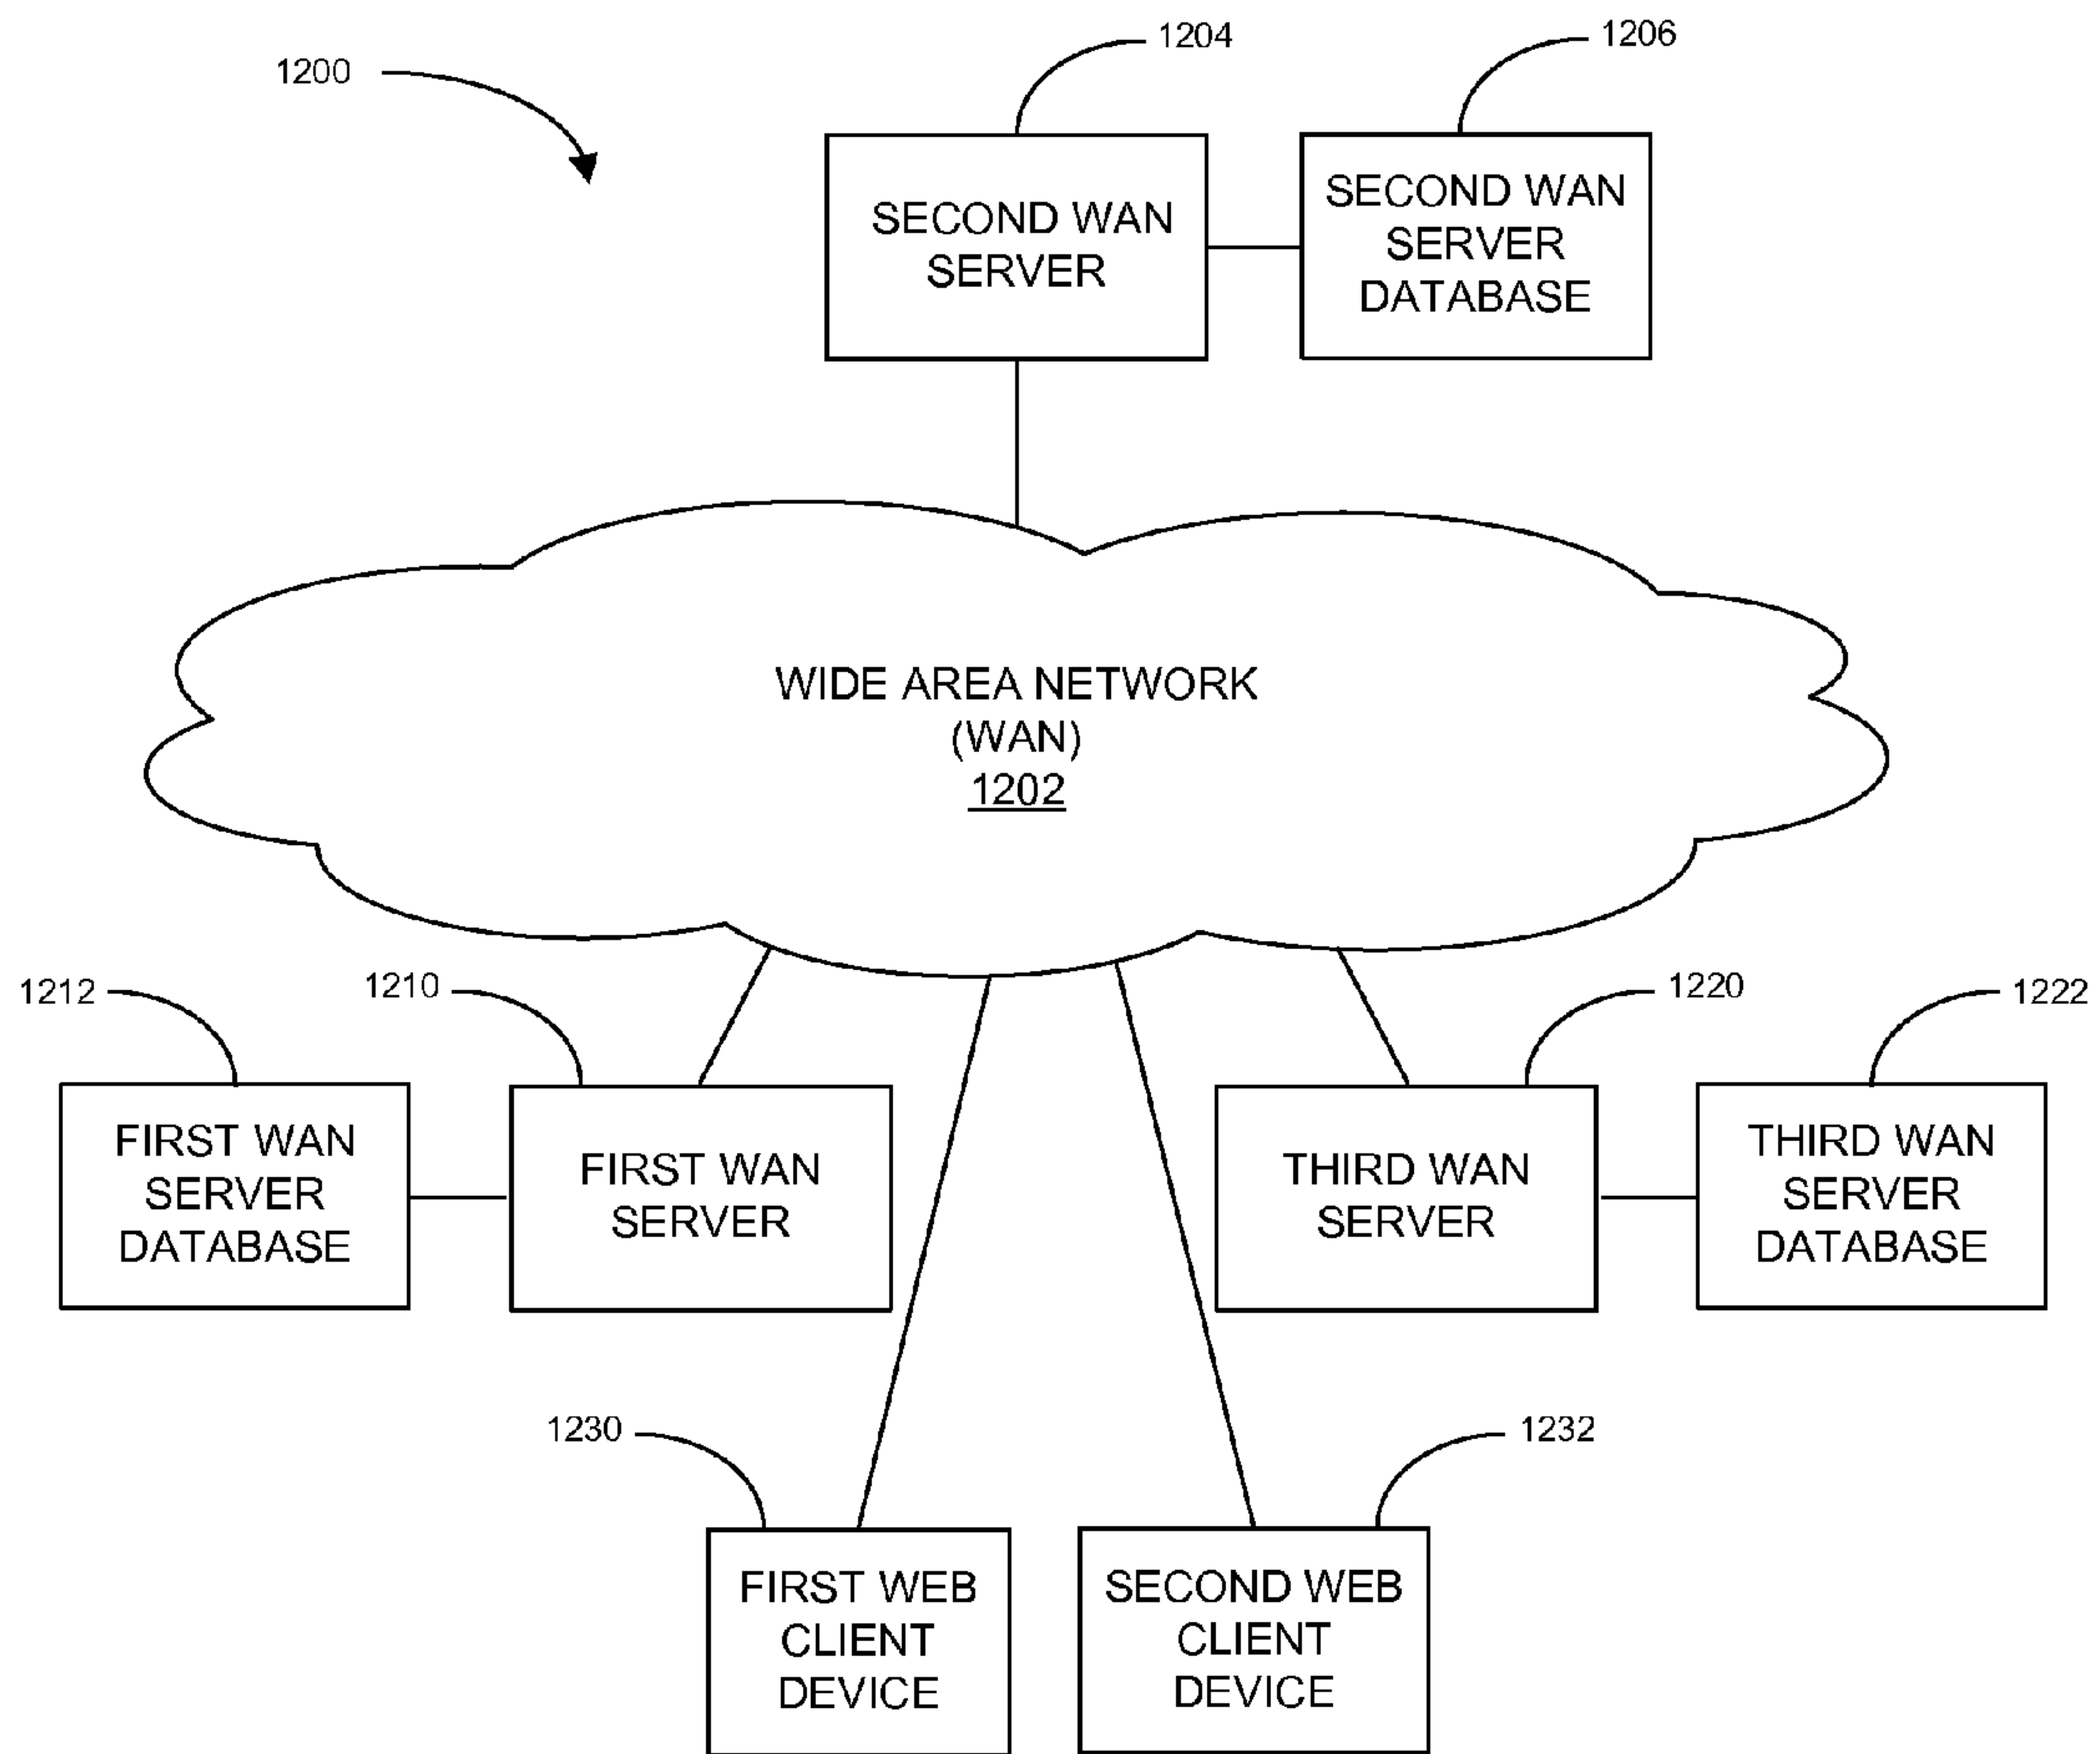 1200
1204
1206
SECOND WAN
SERVER
SECOND WAN
SERVER
DATABASE
WIDE AREA NETWORK
(WAN)
1202
1212
1210
1220
1222
FIRST WAN
SERVER
DATABASE
FIRST WAN
SERVER
THIRD WAN
SERVER
THIRD WAN
SERVER
DATABASE
1230
1232
FIRST WEB
CLIENT
DEVICE
SECOND WEB
CLIENT
DEVICE